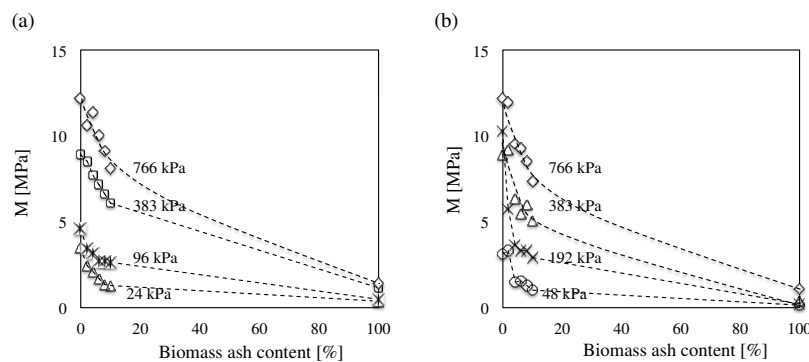 (a)
15
10
5
0
M [MPa]
766 kPa
383 kPa
96 kPa
24 kPa
0 20 40 60 80 100
Biomass ash content [%]
(b)
15
10
5
0
M [MPa]
766 kPa
383 kPa
192 kPa
48 kPa
0 20 40 60 80 100
Biomass ash content [%]